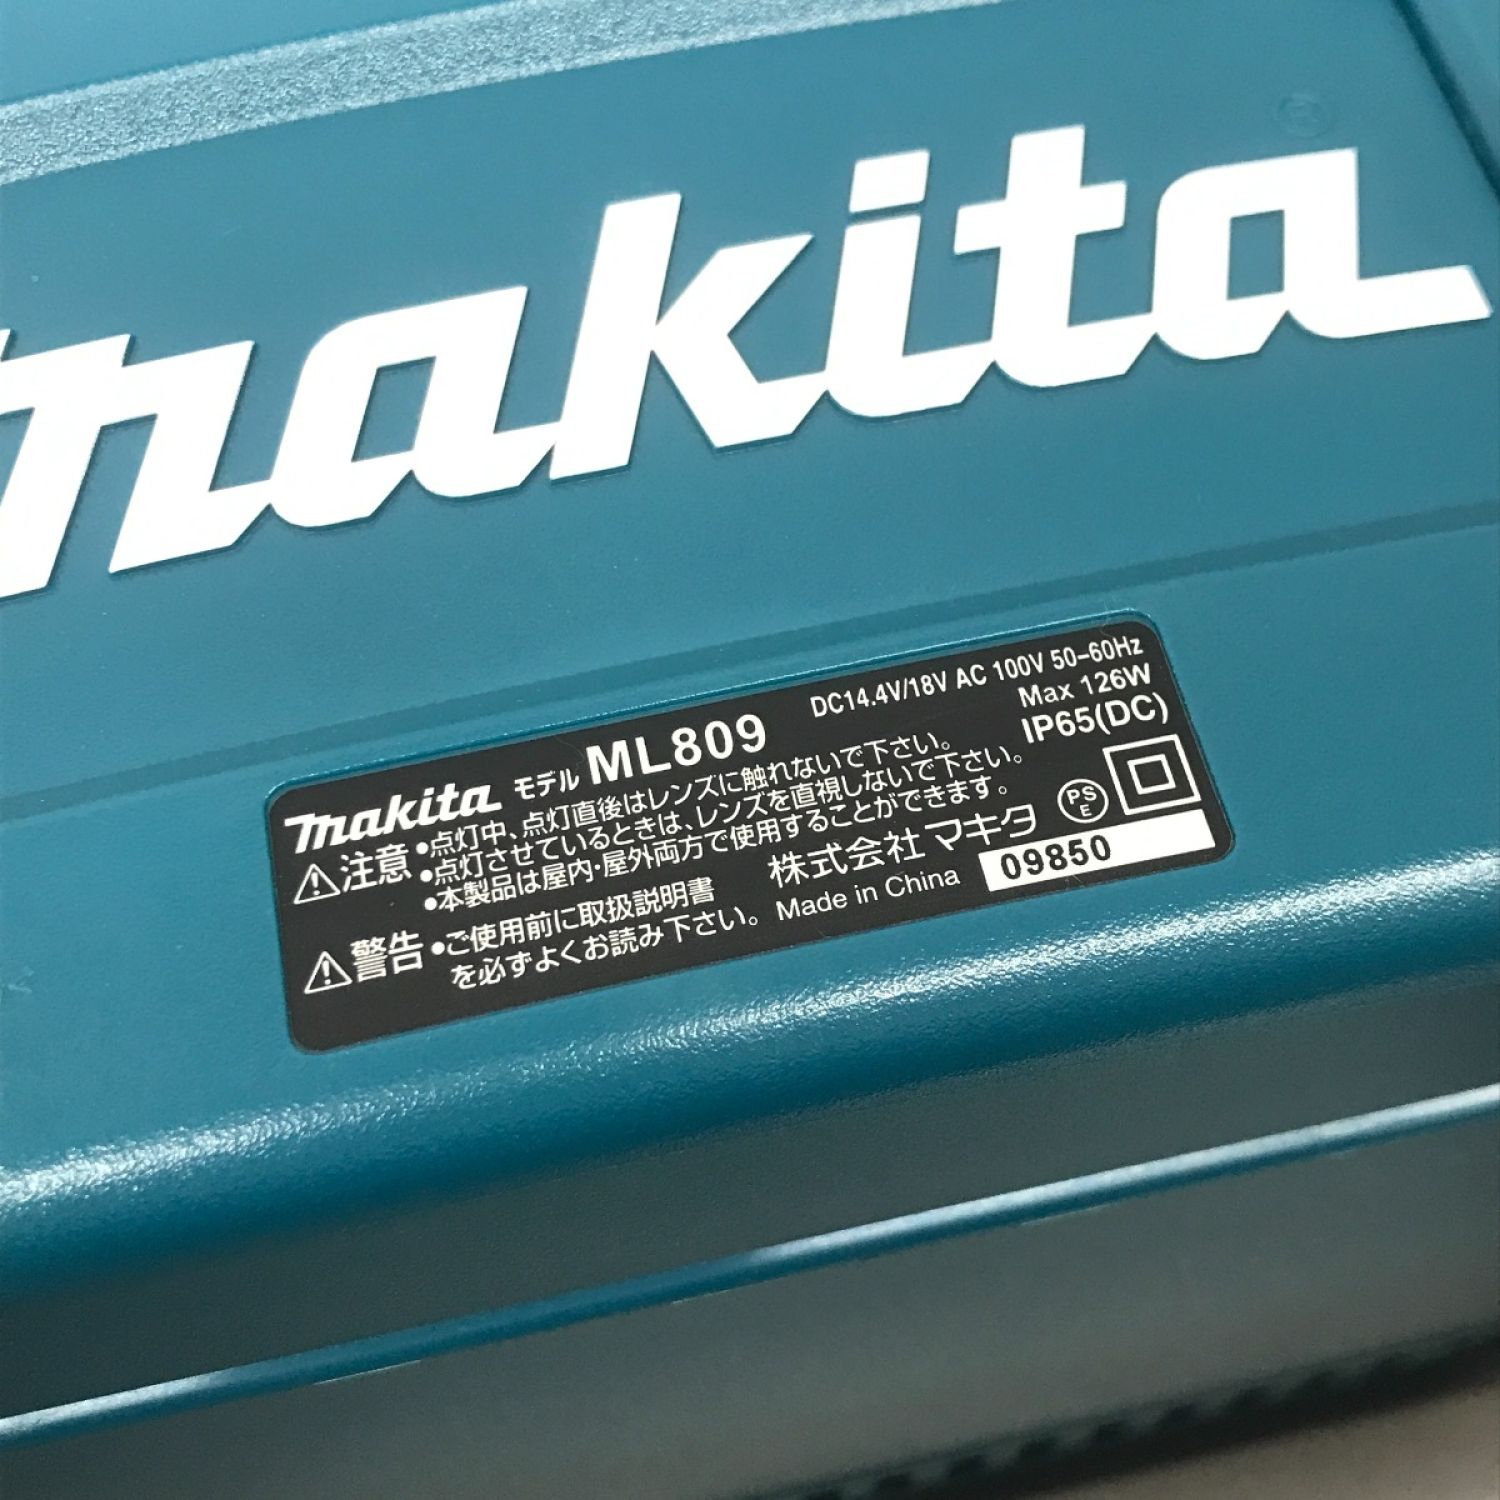 makita
makita モデル ML809
DC14.4V/18V AC 100V 50-60Hz
Max 126W
IP65(DC)
⚠注意 •点灯中、点灯直後はレンズに触れないで下さい。
•点灯させているときは、レンズを直視しないで下さい。
•本製品は屋内・屋外両方で使用することができます。
⚠警告 •ご使用前に取扱説明書
を必ずよくお読み下さい。
株式会社 マキタ
PS
E
Made in China
09850